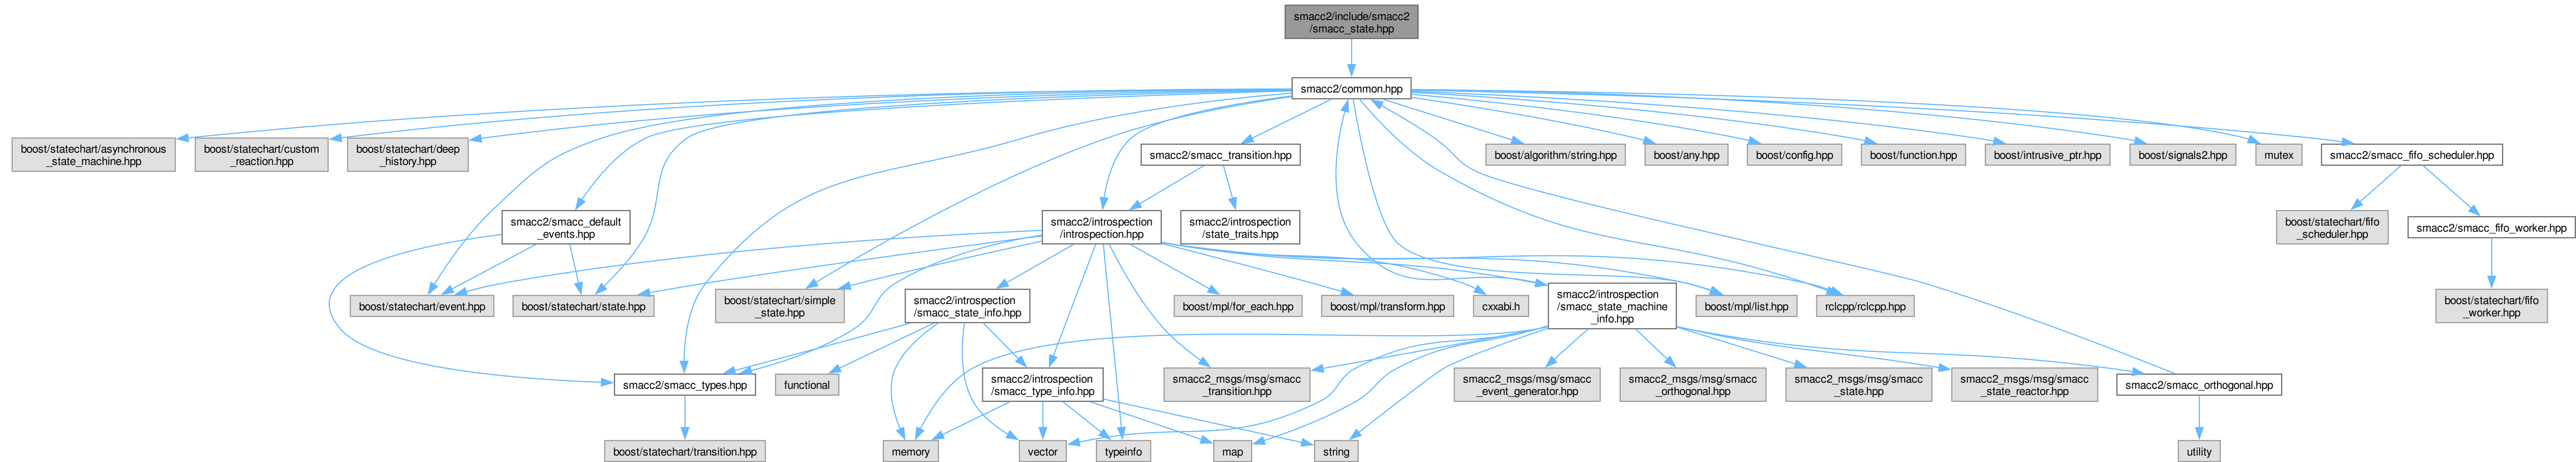 smacc2/include/smacc2
/smacc_state.hpp
smacc2/common.hpp
boost/statechart/asynchronous
_state_machine.hpp
boost/statechart/custom
_reaction.hpp
boost/statechart/deep
_history.hpp
smacc2/smacc_transition.hpp
boost/algorithm/string.hpp
boost/any.hpp
boost/config.hpp
boost/function.hpp
boost/intrusive_ptr.hpp
boost/signals2.hpp
mutex
smacc2/smacc_fifo_scheduler.hpp
smacc2/smacc_default
_events.hpp
smacc2/introspection
/introspection.hpp
smacc2/introspection
/state_traits.hpp
boost/statechart/fifo
_scheduler.hpp
smacc2/smacc_fifo_worker.hpp
boost/statechart/event.hpp
boost/statechart/state.hpp
boost/statechart/simple
_state.hpp
smacc2/introspection
/smacc_state_info.hpp
boost/mpl/for_each.hpp
boost/mpl/transform.hpp
cxxabi.h
smacc2/introspection
/smacc_state_machine
_info.hpp
boost/mpl/list.hpp
rclcpp/rclcpp.hpp
boost/statechart/fifo
_worker.hpp
smacc2/smacc_types.hpp
functional
smacc2/introspection
/smacc_type_info.hpp
smacc2_msgs/msg/smacc
_transition.hpp
smacc2_msgs/msg/smacc
_event_generator.hpp
smacc2_msgs/msg/smacc
_orthogonal.hpp
smacc2_msgs/msg/smacc
_state.hpp
smacc2_msgs/msg/smacc
_state_reactor.hpp
smacc2/smacc_orthogonal.hpp
boost/statechart/transition.hpp
memory
vector
typeinfo
map
string
utility